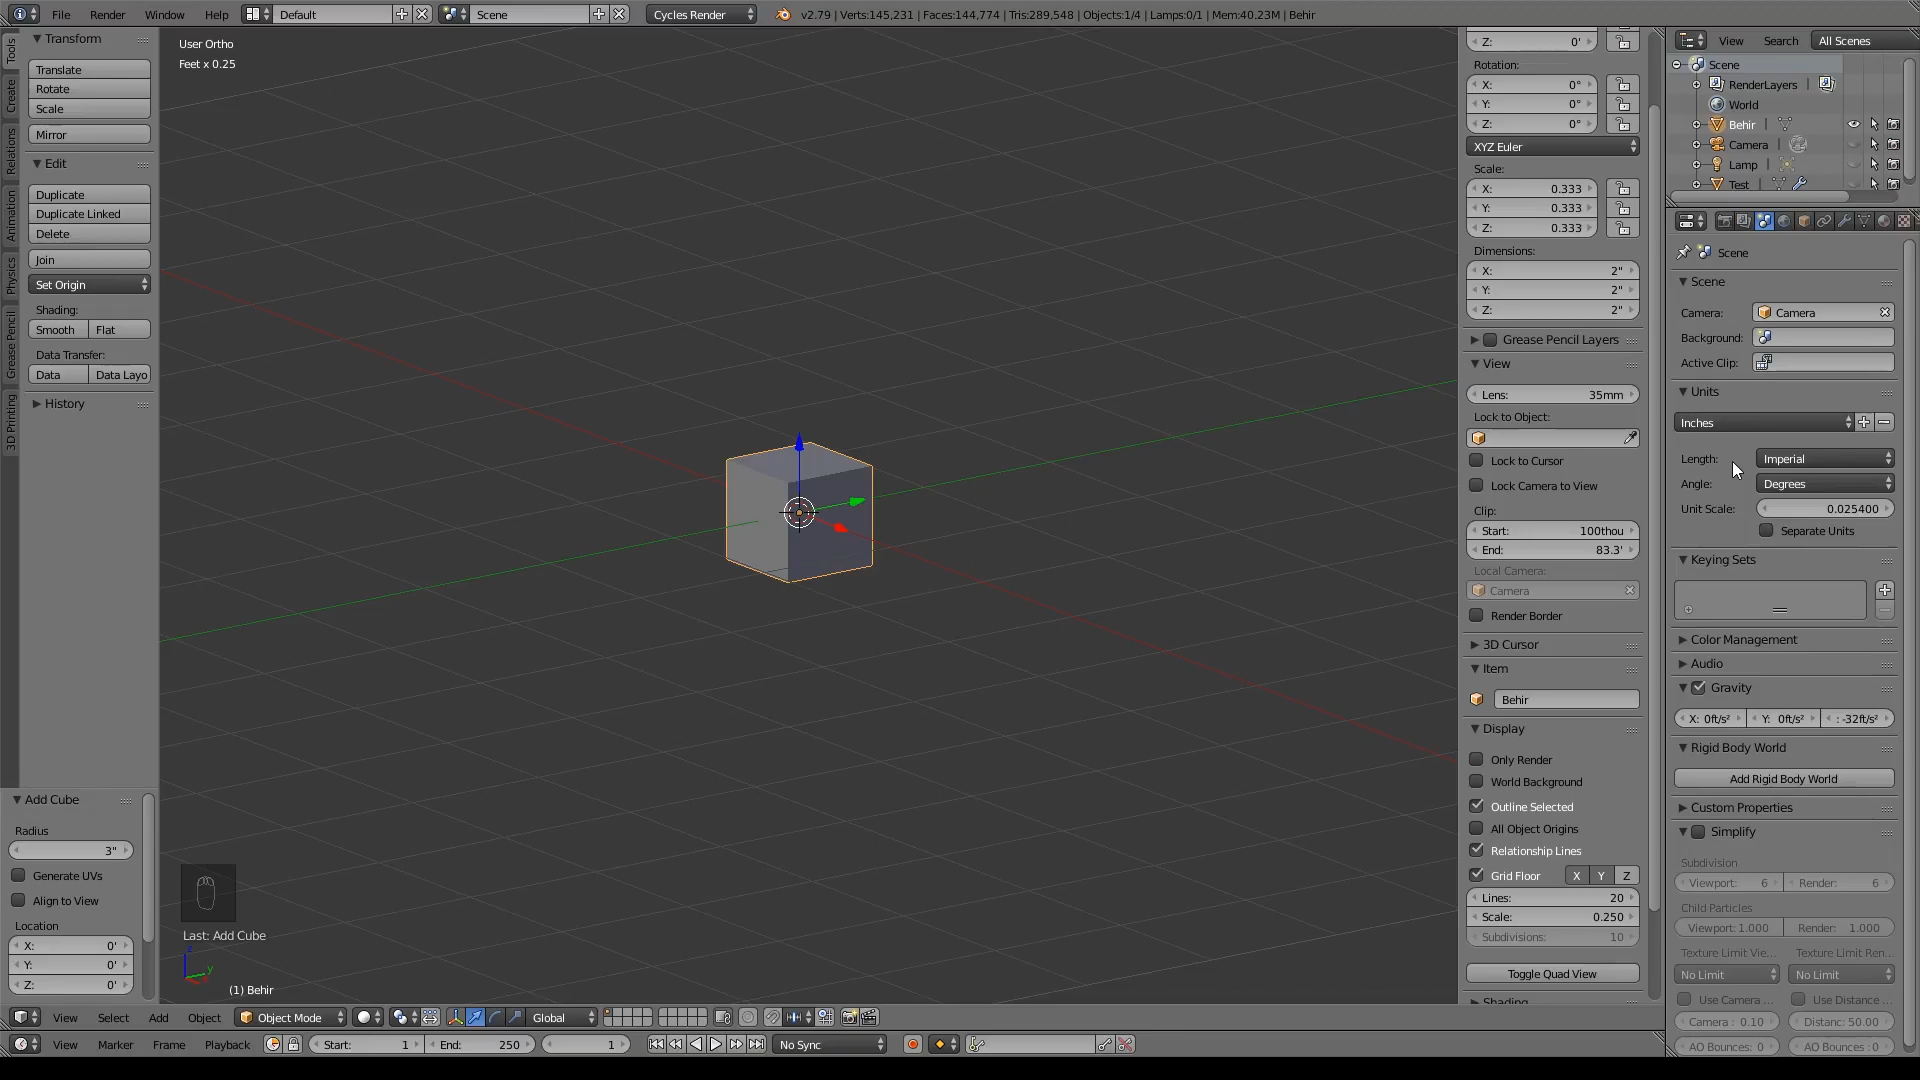 File Render Window Help Default Scene Cycles Render v2.79 | Verts:145,231 | Faces:144,774 | Tris:289,548 | Objects:1/4 | Lamps:0/1 | Mem:40.23M | Behir
Tools
Create
Relations
Animation
Physics
Grease Pencil
3D Printing
Transform
Translate
Rotate
Scale
Mirror
Edit
Duplicate
Duplicate Linked
Delete
Join
Set Origin
Shading:
Smooth Flat
Data Transfer:
Data Data Layo
History
Add Cube
Radius
3"
Generate UVs
Align to View
Location
X: 0'
Y: 0'
Z: 0'
User Ortho
Feet x 0.25
Last: Add Cube
z
y
(1) Behir
Z: 0'
Rotation:
X: 0°
Y: 0°
Z: 0°
XYZ Euler
Scale:
X: 0.333
Y: 0.333
Z: 0.333
Dimensions:
X: 2"
Y: 2"
Z: 2"
Grease Pencil Layers
View
Lens: 35mm
Lock to Object:
Lock to Cursor
Lock Camera to View
Clip:
Start: 100thou
End: 83.3'
Local Camera:
Camera
Render Border
3D Cursor
Item
Behir
Display
Only Render
World Background
Outline Selected
All Object Origins
Relationship Lines
Grid Floor X Y Z
Lines: 20
Scale: 0.250
Subdivisions: 10
Toggle Quad View
Shading
View Search All Scenes
Scene
RenderLayers |
World
Behir |
Camera |
Lamp |
Test |
Scene
Scene
Camera: Camera
Background:
Active Clip:
Units
Inches
Length: Imperial
Angle: Degrees
Unit Scale: 0.025400
Separate Units
Keying Sets
Color Management
Audio
Gravity
X: 0ft/s² Y: 0ft/s² : -32ft/s²
Rigid Body World
Add Rigid Body World
Custom Properties
Simplify
Subdivision
Viewport: 6 Render: 6
Child Particles
Viewport: 1.000 Render: 1.000
Texture Limit Vie... Texture Limit Ren...
No Limit No Limit
Use Camera ... Use Distance ...
Camera : 0.10 Distanc: 50.00
AO Bounces: 0 AO Bounces : 0
View Select Add Object Object Mode Global
View Marker Frame Playback Start: 1 End: 250 1 No Sync